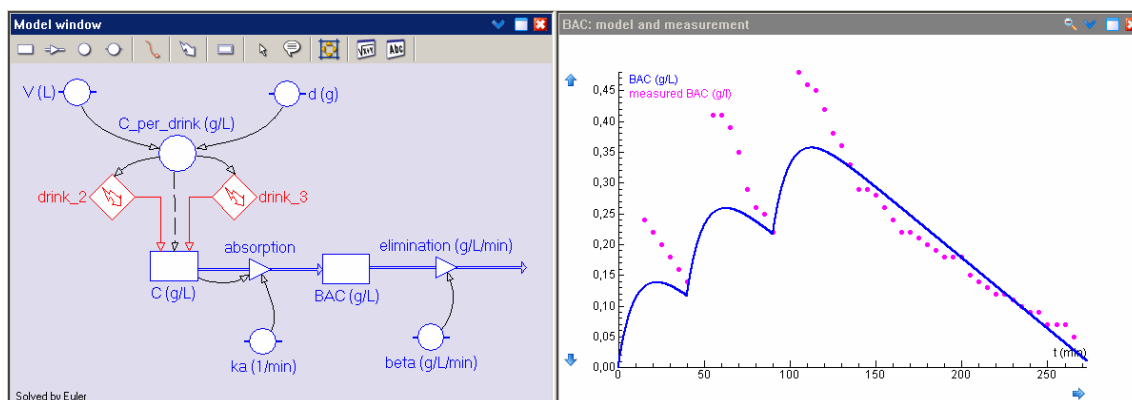 Model window
√x+y
Abc
V (L)
d (g)
C_per_drink (g/L)
drink_2
drink_3
absorption
elimination (g/L/min)
C (g/L)
BAC (g/L)
ka (1/min)
beta (g/L/min)
Solved by Euler
BAC: model and measurement
BAC (g/L)
measured BAC (g/l)
0,45
0,40
0,35
0,30
0,25
0,20
0,15
0,10
0,05
0,00
t (min)
0
50
100
150
200
250